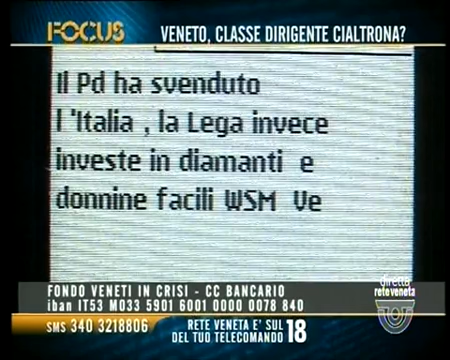 FOCUS
VENETO, CLASSE DIRIGENTE CIALTRONA?
Il Pd ha svenduto
l 'Italia , la Lega invece
investe in diamanti e
donnine facili WSM Ve
diretta
reteveneta
FONDO VENETI IN CRISI - CC BANCARIO
iban IT53 M033 5901 6001 0000 0078 840
SMS 340 3218806
RETE VENETA E' SUL
DEL TUO TELECOMANDO 18